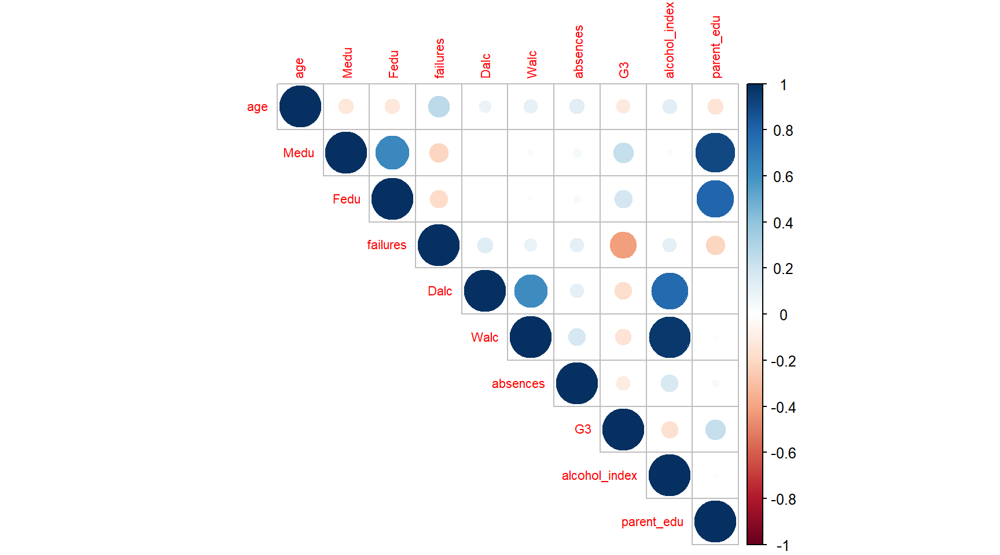 age
Medu
Fedu
failures
Dalc
Walc
absences
G3
alcohol_index
parent_edu
age
Medu
Fedu
failures
Dalc
Walc
absences
G3
alcohol_index
parent_edu
1
0.8
0.6
0.4
0.2
0
-0.2
-0.4
-0.6
-0.8
-1